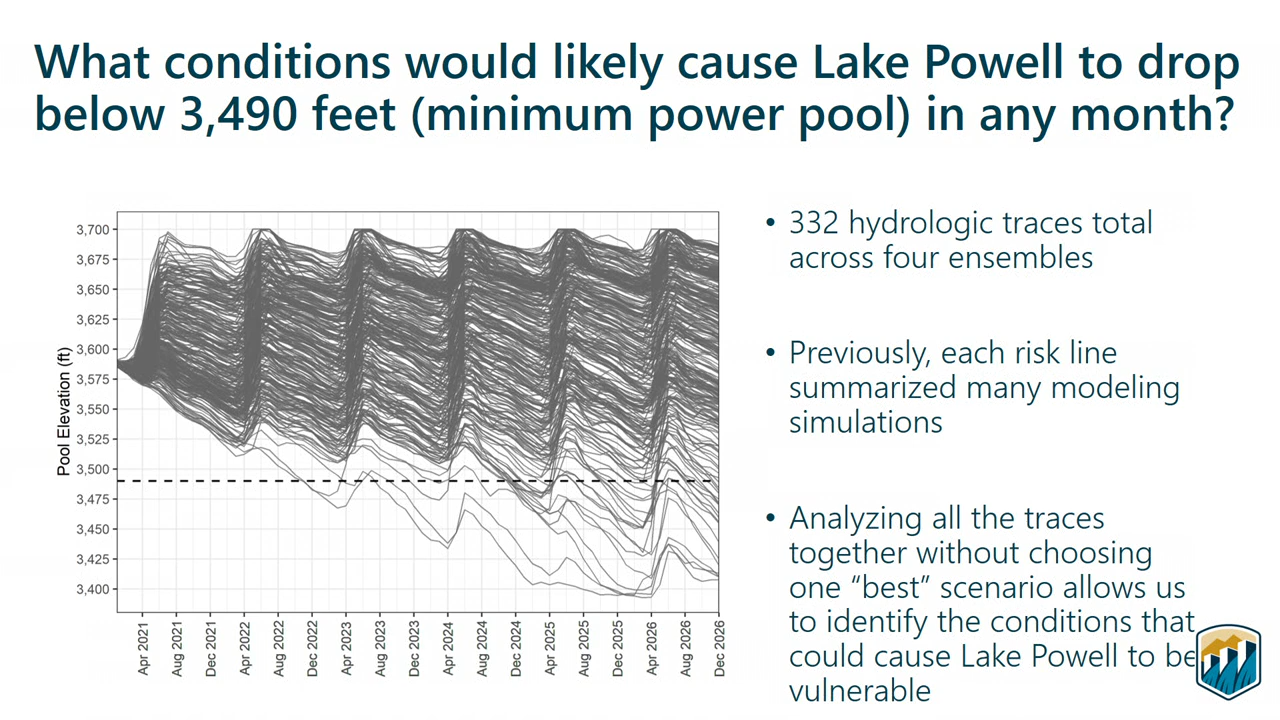 What conditions would likely cause Lake Powell to drop
below 3,490 feet (minimum power pool) in any month?
Pool Elevation (ft)
3,700
3,675
3,650
3,625
3,600
3,575
3,550
3,525
3,500
3,475
3,450
3,425
3,400
Apr 2021
Aug 2021
Dec 2021
Apr 2022
Aug 2022
Dec 2022
Apr 2023
Aug 2023
Dec 2023
Apr 2024
Aug 2024
Dec 2024
Apr 2025
Aug 2025
Dec 2025
Apr 2026
Aug 2026
Dec 2026
• 332 hydrologic traces total
across four ensembles
• Previously, each risk line
summarized many modeling
simulations
• Analyzing all the traces
together without choosing
one “best” scenario allows us
to identify the conditions that
could cause Lake Powell to be
vulnerable